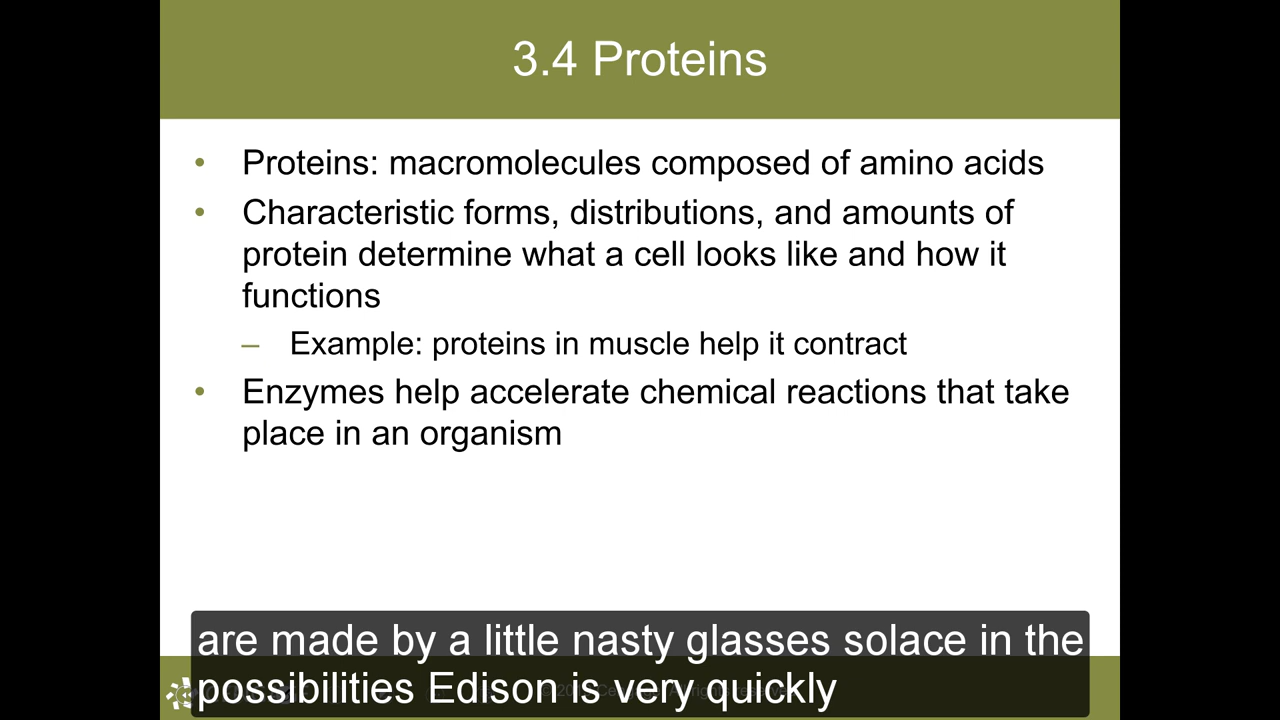 3.4 Proteins
• Proteins: macromolecules composed of amino acids
• Characteristic forms, distributions, and amounts of
protein determine what a cell looks like and how it
functions
– Example: proteins in muscle help it contract
• Enzymes help accelerate chemical reactions that take
place in an organism
are made by a little nasty glasses solace in the
possibilities Edison is very quickly